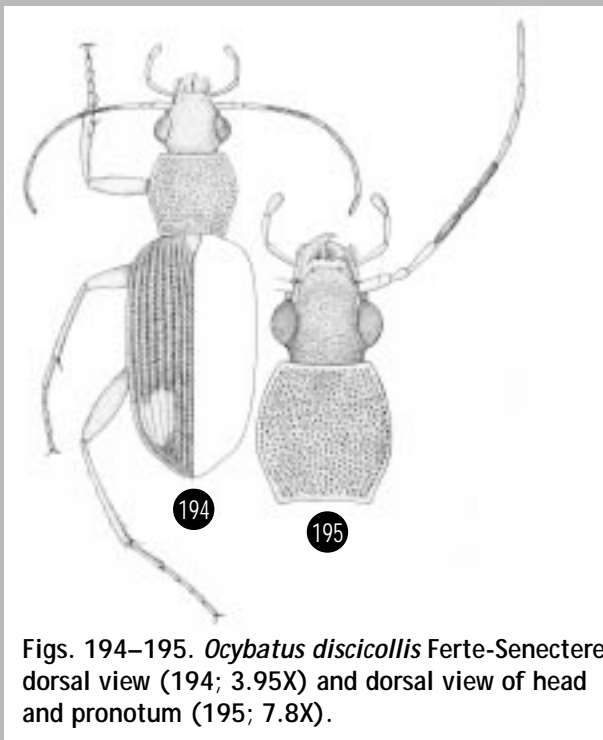 194
195
Figs. 194–195. Ocybatus discicollis Ferte-Senectere
dorsal view (194; 3.95X) and dorsal view of head
and pronotum (195; 7.8X).